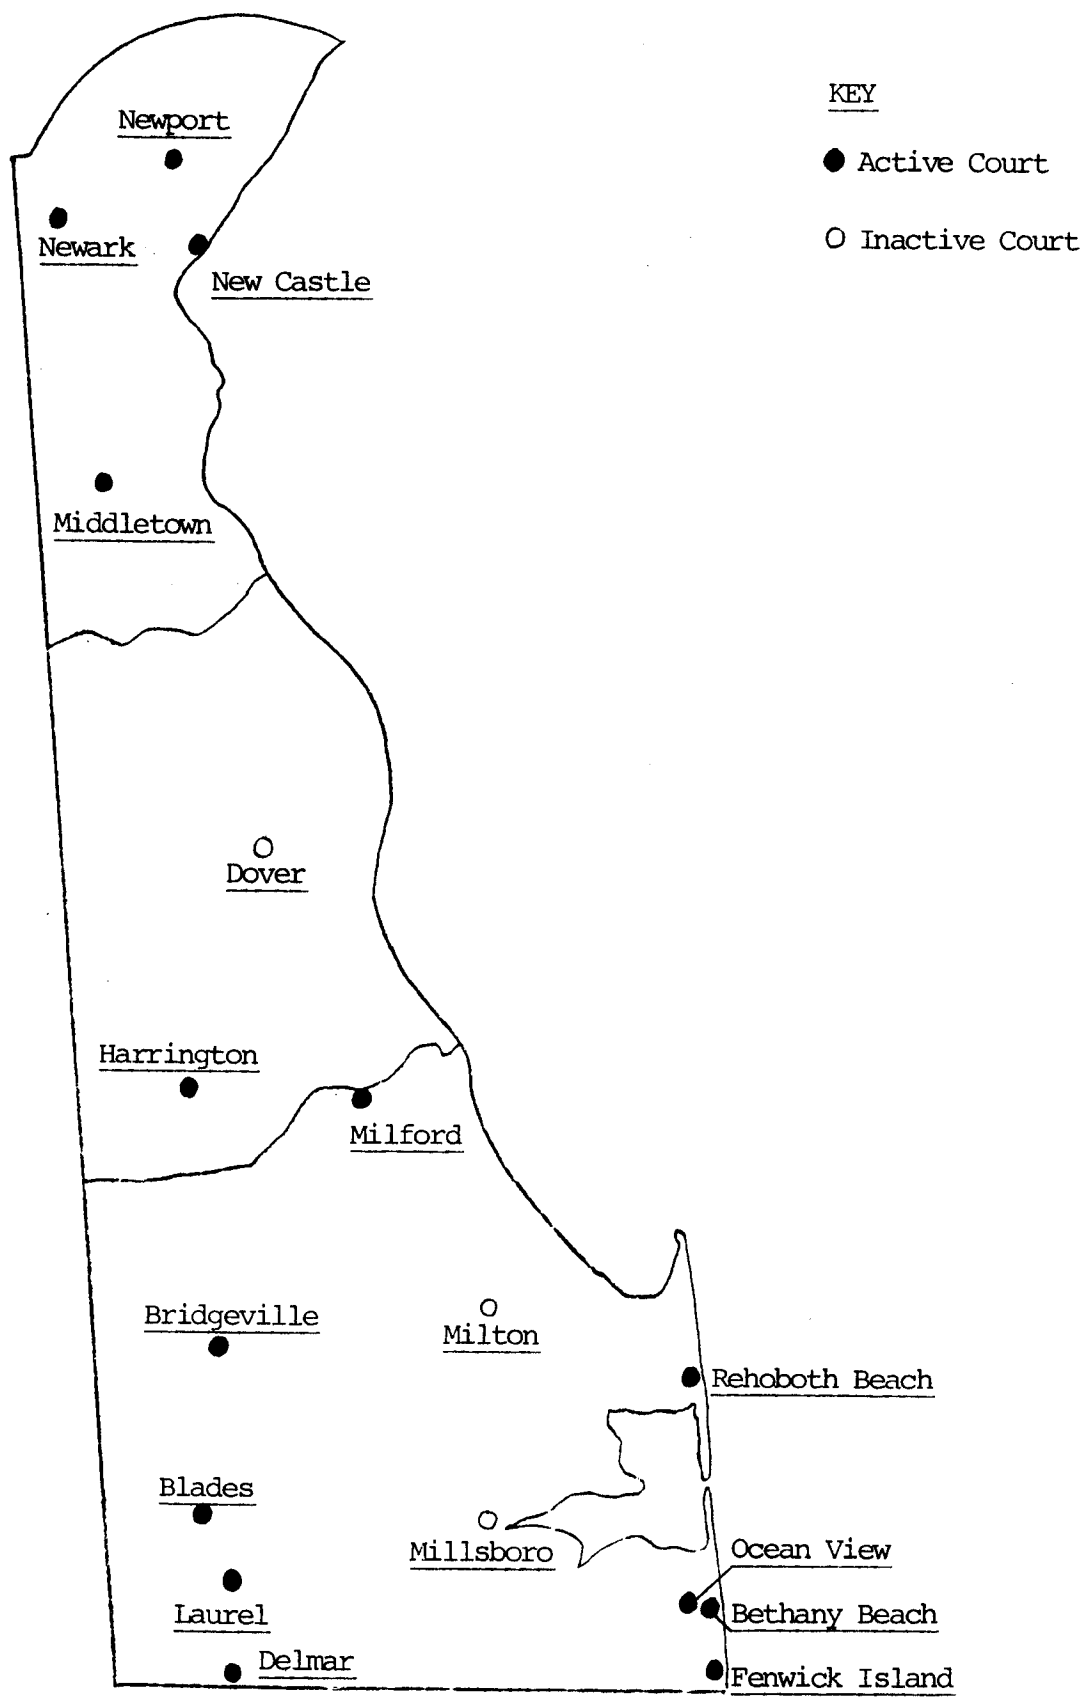 KEY
Active Court
Inactive Court
Newport
Newark
New Castle
Middletown
Dover
Harrington
Milford
Bridgeville
Milton
Rehoboth Beach
Blades
Millsboro
Ocean View
Laurel
Bethany Beach
Delmar
Fenwick Island